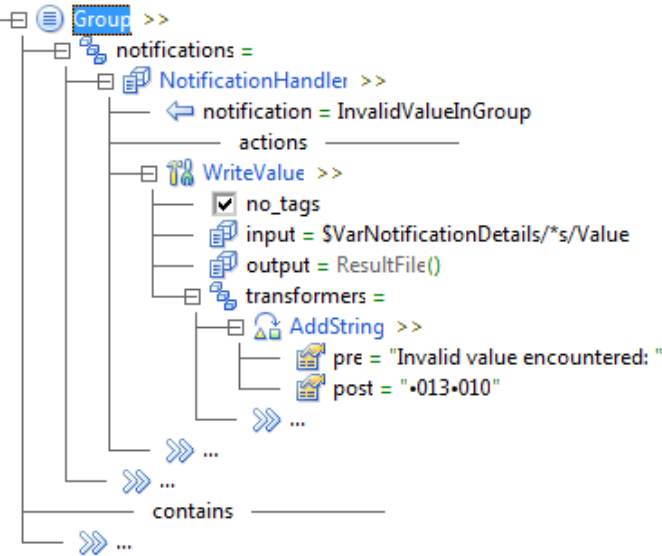 Group >>
notifications =
NotificationHandler >>
notification = InvalidValueInGroup
actions
WriteValue >>
no_tags
input = $VarNotificationDetails/*s/Value
output = ResultFile()
transformers =
AddString >>
pre = "Invalid value encountered: "
post = "•013•010"
...
...
...
contains
...